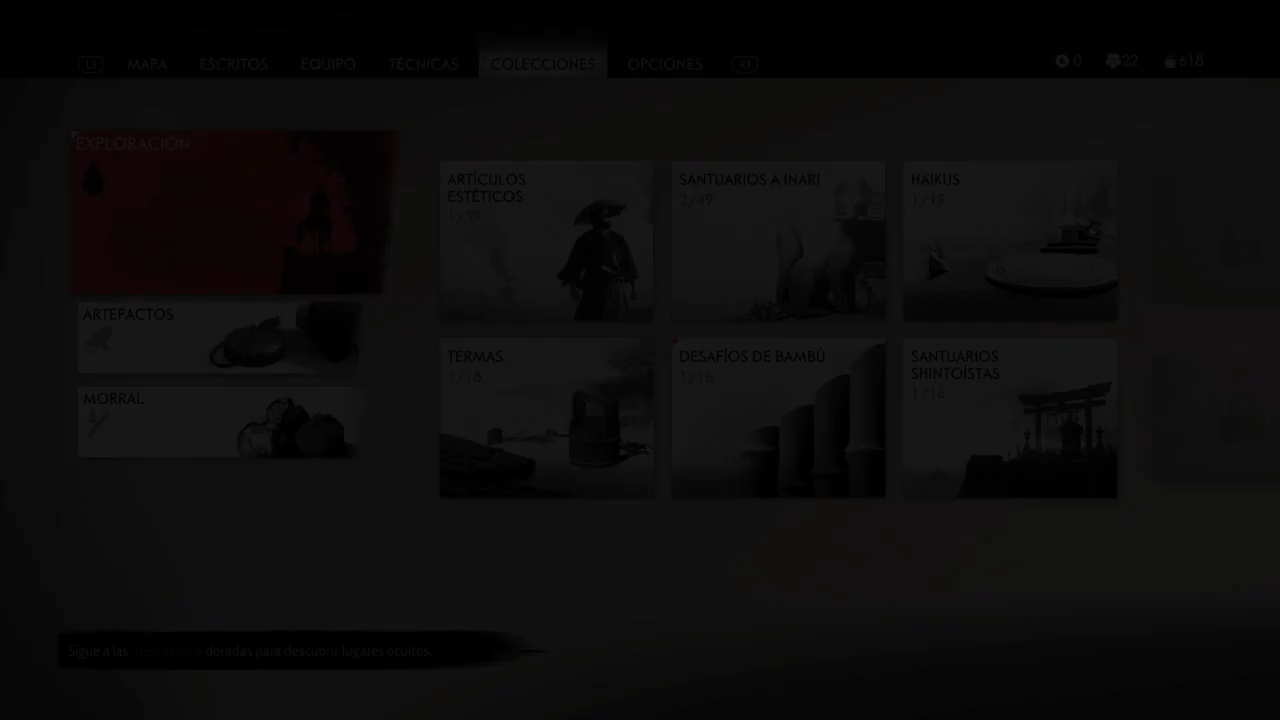 L1 MAPA ESCRITOS EQUIPO TÉCNICAS COLECCIONES OPCIONES R1 0 22 618
EXPLORACIÓN
ARTEFACTOS
MORRAL
ARTÍCULOS
ESTÉTICOS
SANTUARIOS A INARI
2/49
HAIKUS
1/19
TERMAS
1/18
DESAFÍOS DE BAMBÚ
1/16
SANTUARIOS
SHINTOÍSTAS
1/16
Sigue a las doradas para descubrir lugares ocultos.